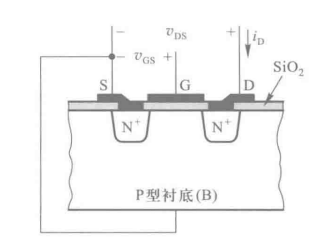 − v_DS +
− v_GS + i_D
S G D SiO₂
N⁺ N⁺
P型衬底(B)